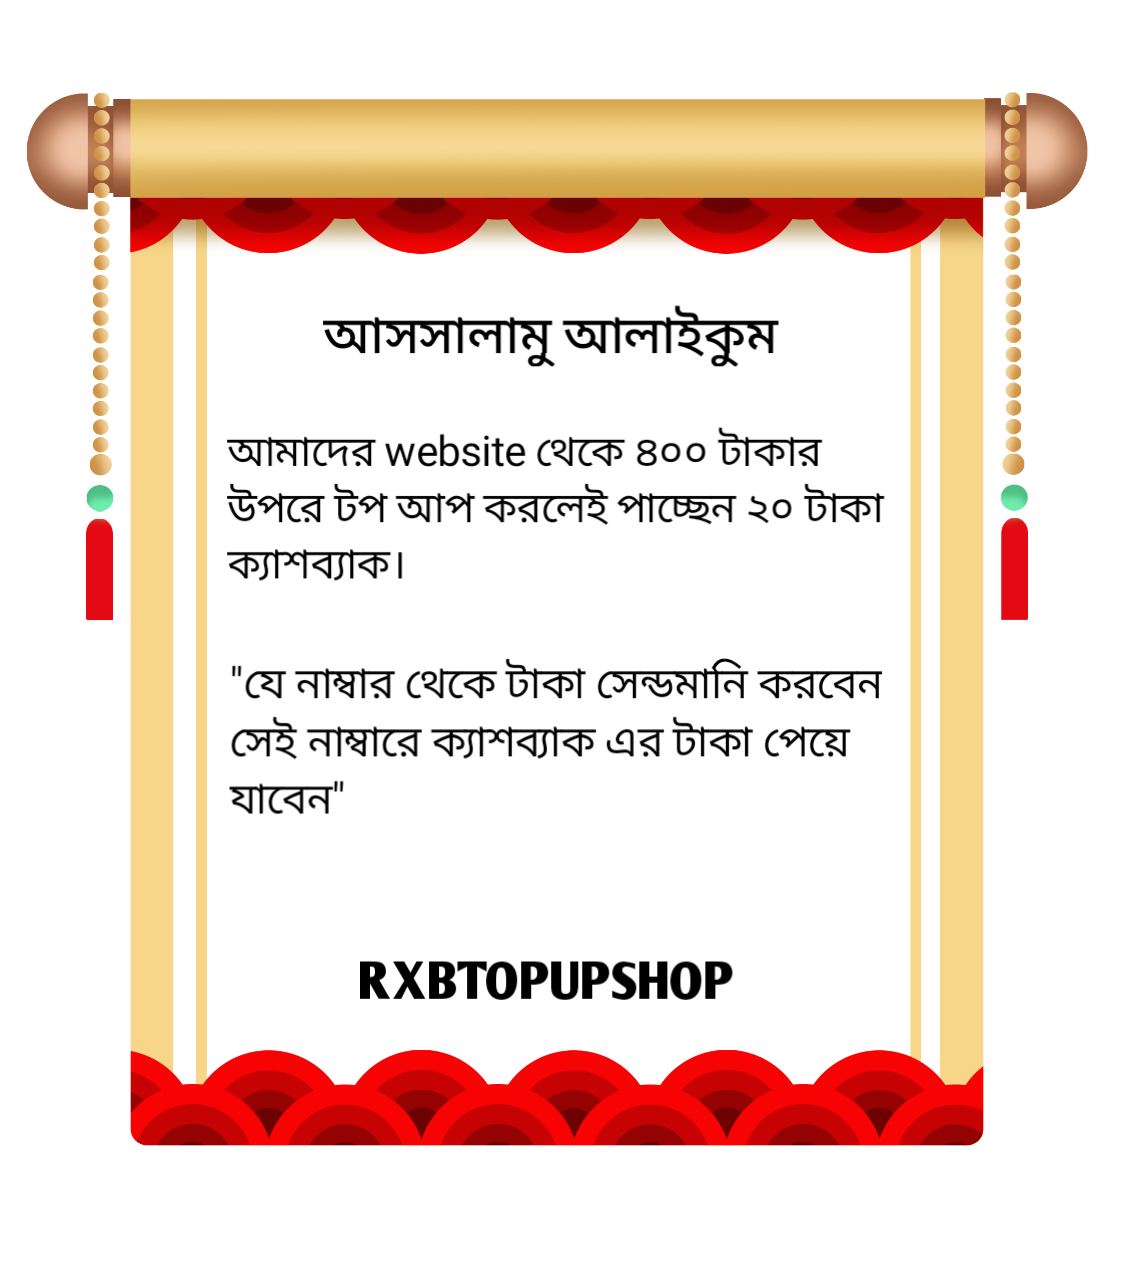 আসসালামু আলাইকুম
আমাদের website থেকে ৪০০ টাকার
উপরে টপ আপ করলেই পাচ্ছেন ২০ টাকা
ক্যাশব্যাক।
"যে নাম্বার থেকে টাকা সেন্ডমানি করবেন
সেই নাম্বারে ক্যাশব্যাক এর টাকা পেয়ে
যাবেন"
RXBTOPUPSHOP